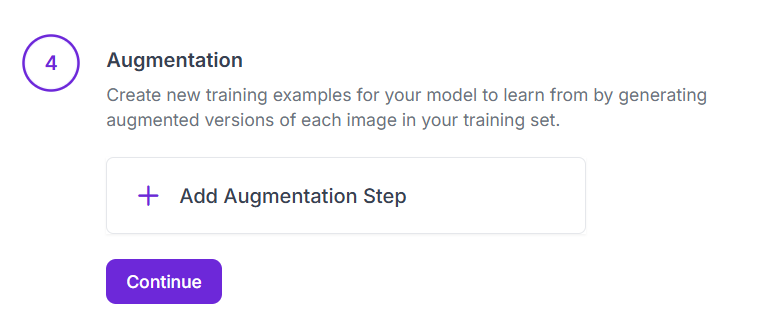 4
Augmentation
Create new training examples for your model to learn from by generating
augmented versions of each image in your training set.
Add Augmentation Step
Continue